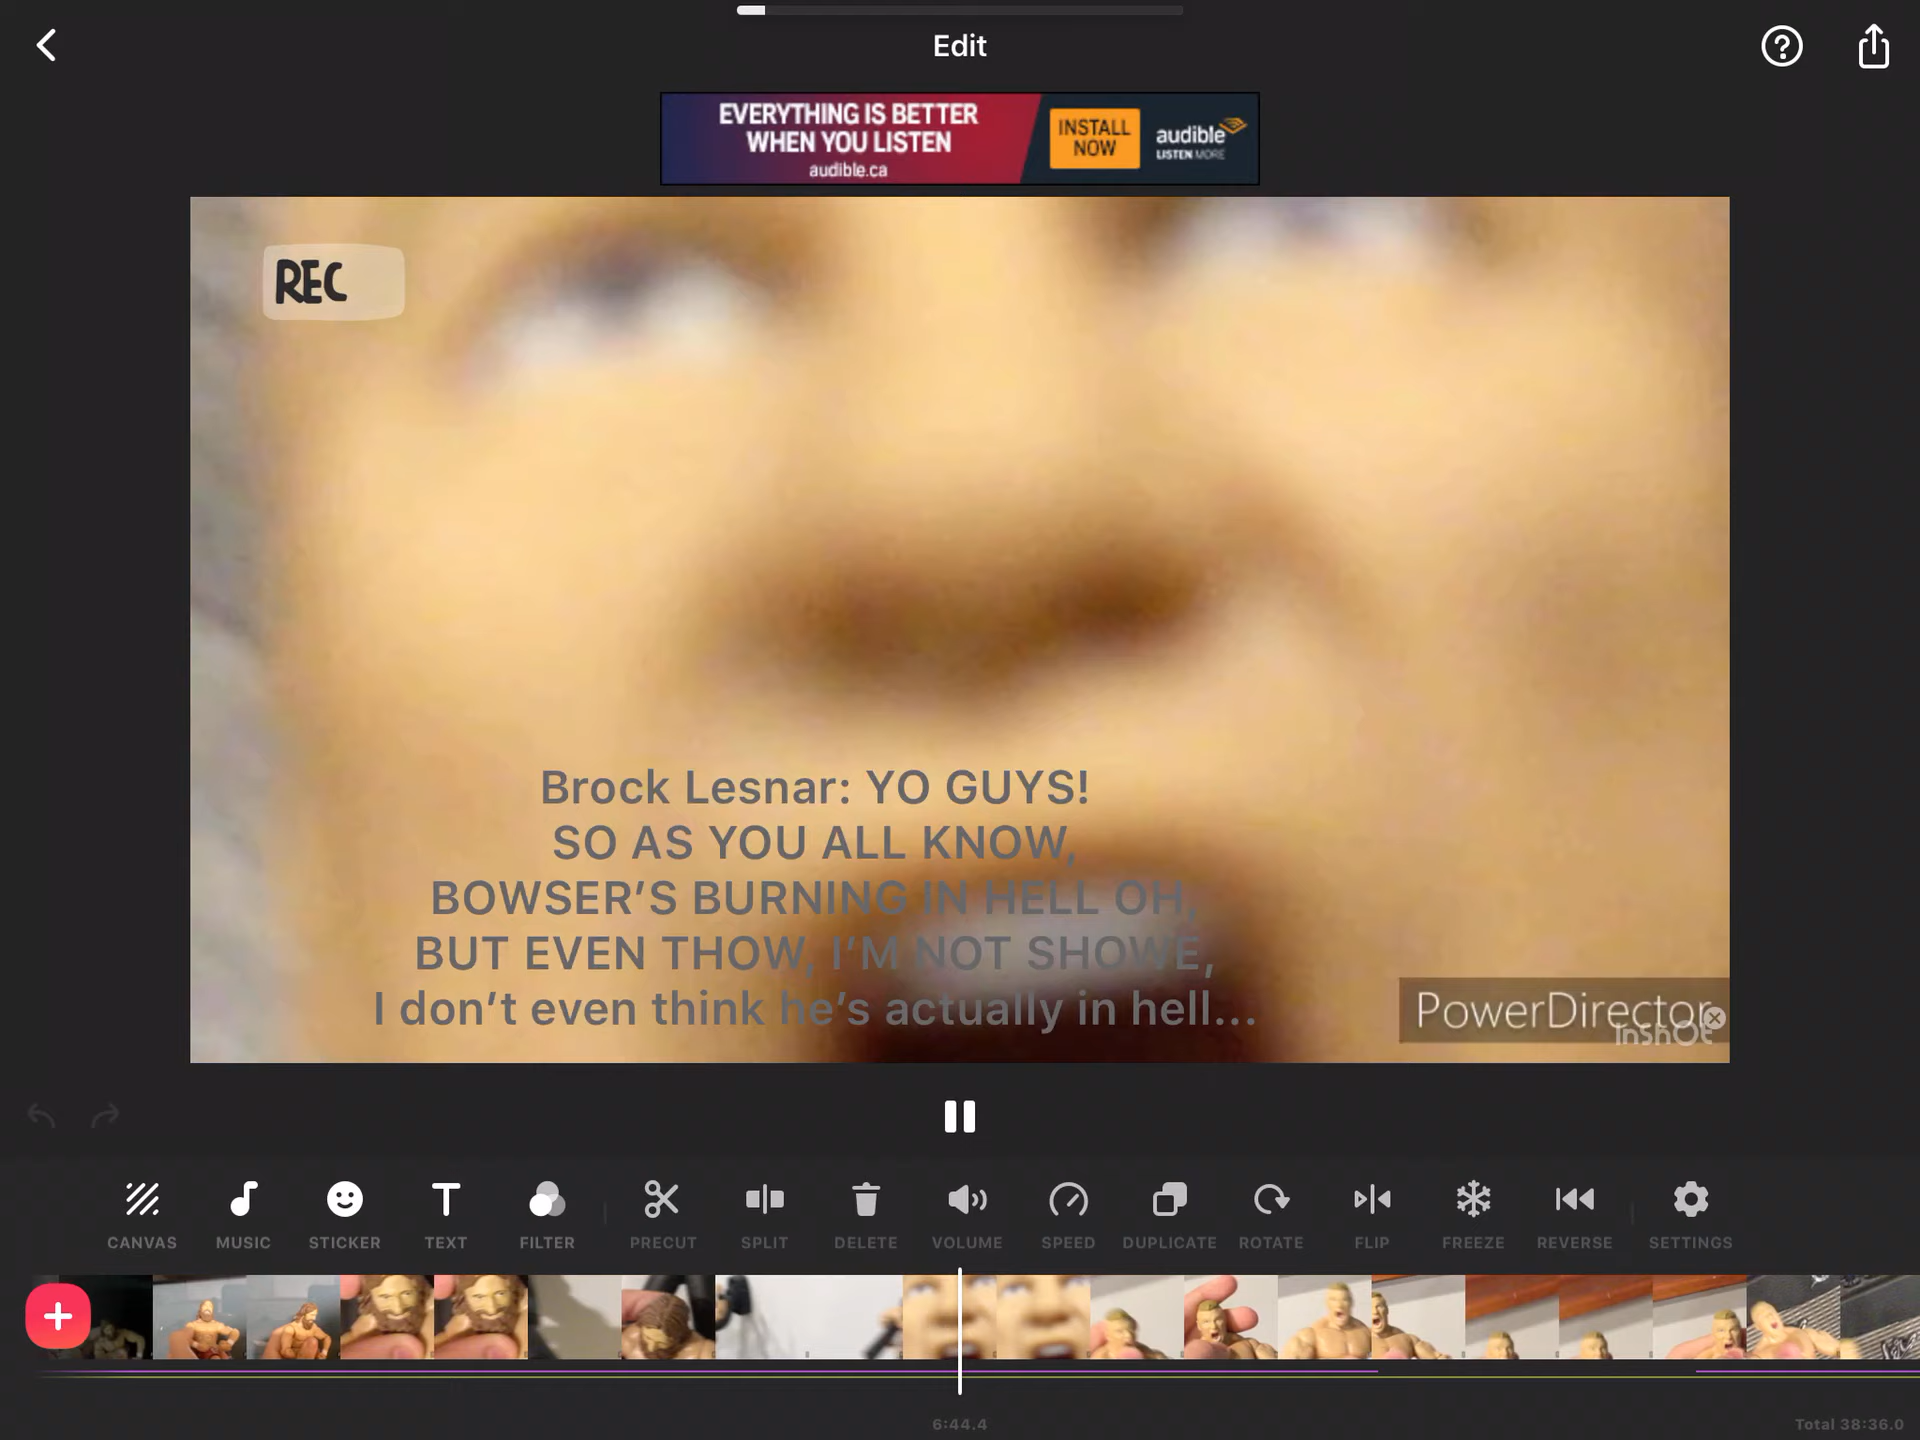 Edit
EVERYTHING IS BETTER
WHEN YOU LISTEN
audible.ca
INSTALL
NOW
audible
LISTEN MORE
REC
Brock Lesnar: YO GUYS!
SO AS YOU ALL KNOW,
BOWSER’S BURNING IN HELL OH,
BUT EVEN THOW, I’M NOT SHOWE,
I don’t even think he’s actually in hell...
PowerDirector
InShOt
CANVAS MUSIC STICKER TEXT FILTER PRECUT SPLIT DELETE VOLUME SPEED DUPLICATE ROTATE FLIP FREEZE REVERSE SETTINGS
6:44.4
Total 38:36.0